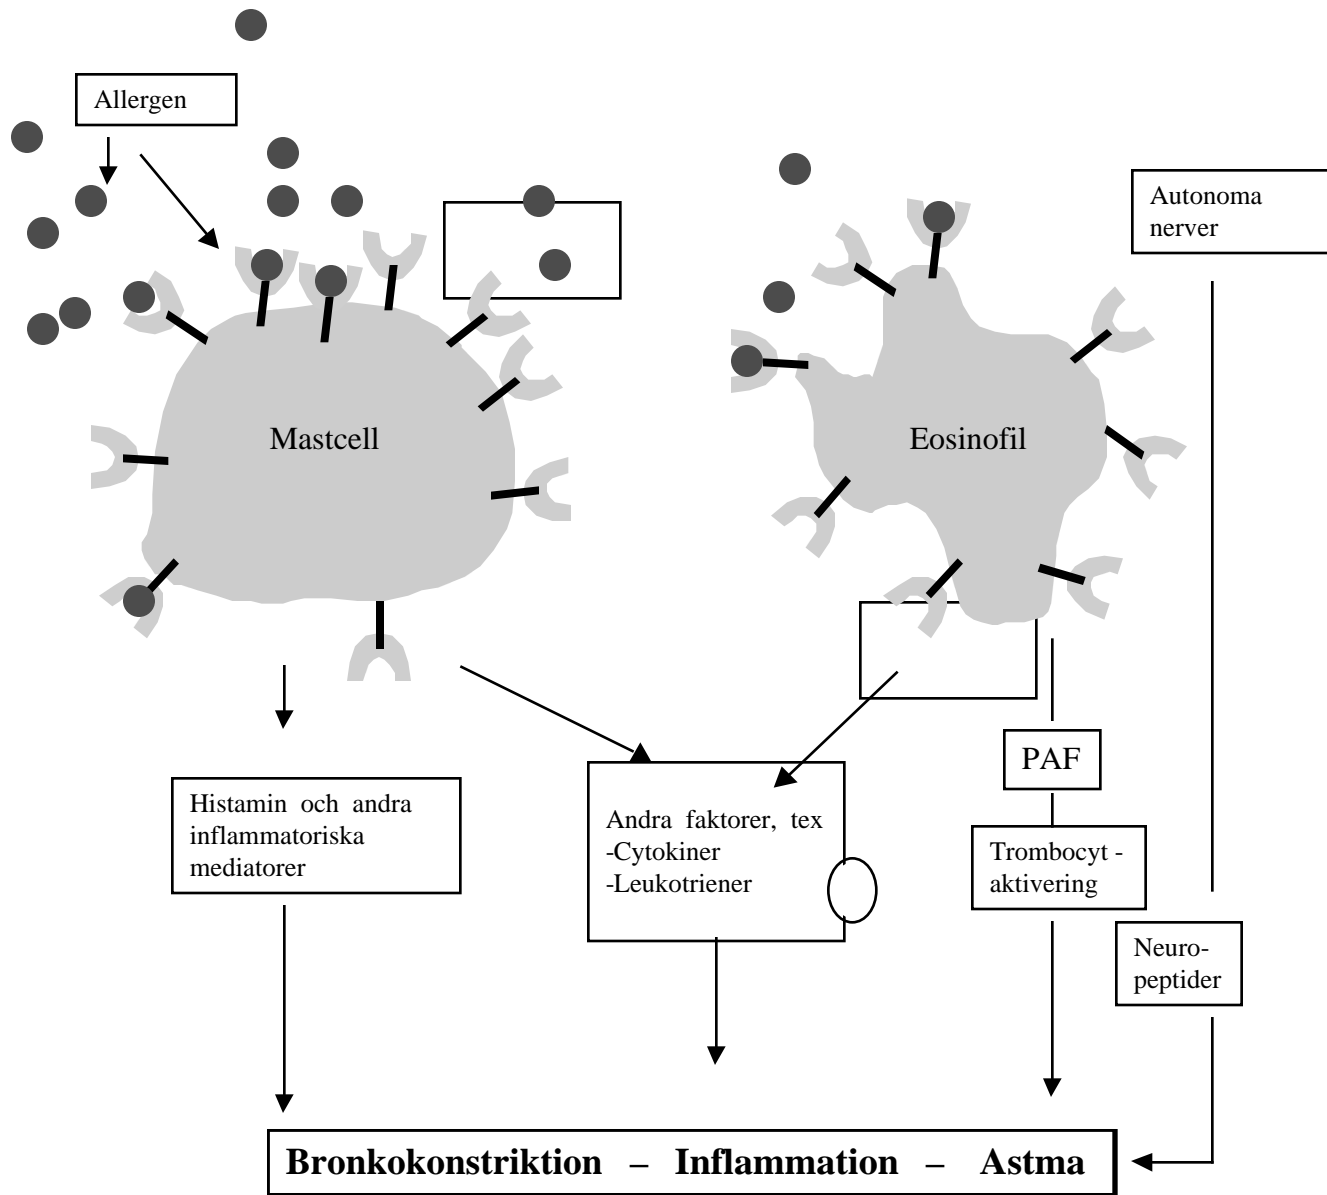 Allergen
Autonoma
nerver
Mastcell
Eosinofil
PAF
Histamin och andra
inflammatoriska
mediatorer
Andra faktorer, tex
-Cytokiner
-Leukotriener
Trombocyt -
aktivering
Neuro-
peptider
Bronkokonstriktion – Inflammation – Astma